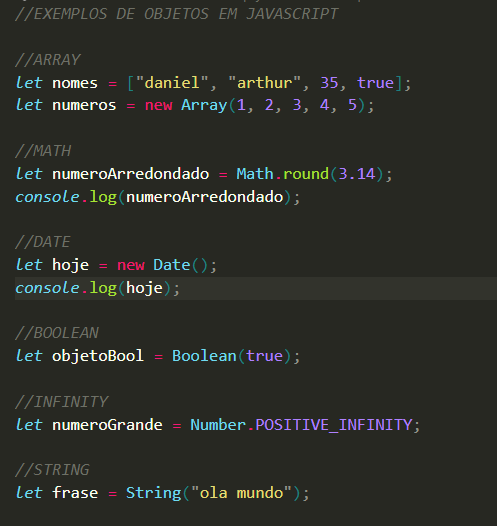 //EXEMPLOS DE OBJETOS EM JAVASCRIPT
//ARRAY
let nomes = ["daniel", "arthur", 35, true];
let numeros = new Array(1, 2, 3, 4, 5);
//MATH
let numeroArredondado = Math.round(3.14);
console.log(numeroArredondado);
//DATE
let hoje = new Date();
console.log(hoje);
//BOOLEAN
let objetoBool = Boolean(true);
//INFINITY
let numeroGrande = Number.POSITIVE_INFINITY;
//STRING
let frase = String("ola mundo");